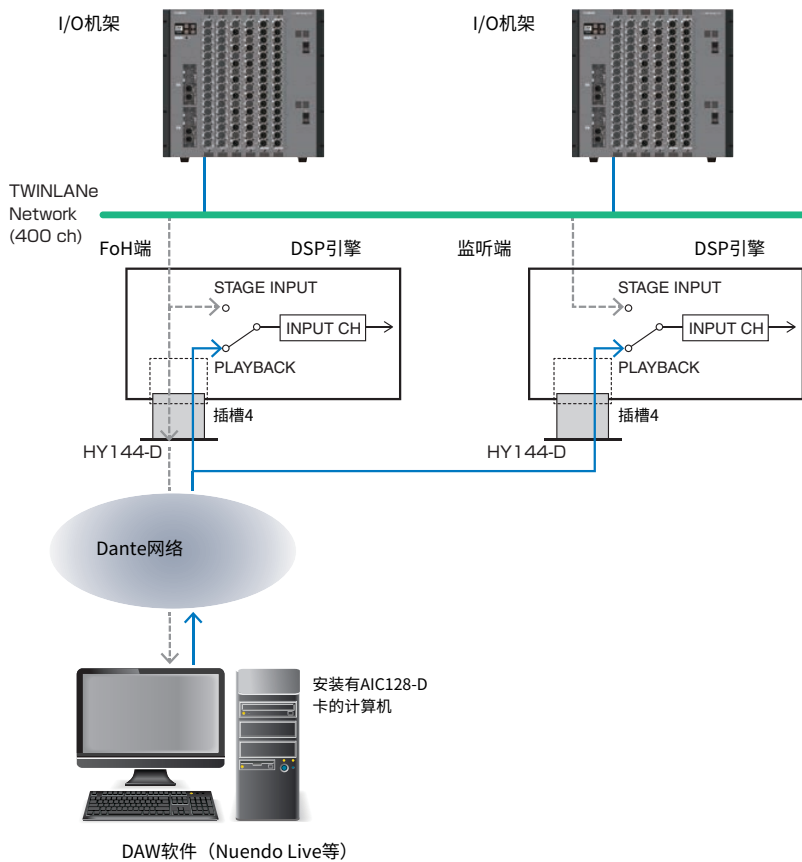 I/O机架
I/O机架
TWINLANe
Network
(400 ch)
FoH端
DSP引擎
监听端
DSP引擎
STAGE INPUT
INPUT CH
PLAYBACK
STAGE INPUT
INPUT CH
PLAYBACK
插槽4
插槽4
HY144-D
HY144-D
Dante网络
安装有AIC128-D
卡的计算机
DAW软件（Nuendo Live等）